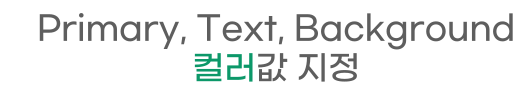 Primary, Text, Background
컬러값 지정